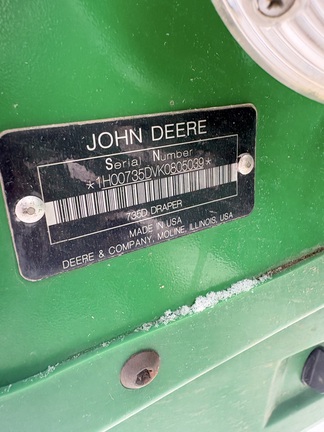 JOHN DEERE
Serial Number
*1H00735DVK0805039*
735D DRAPER
MADE IN USA
DEERE & COMPANY, MOLINE, ILLINOIS, USA